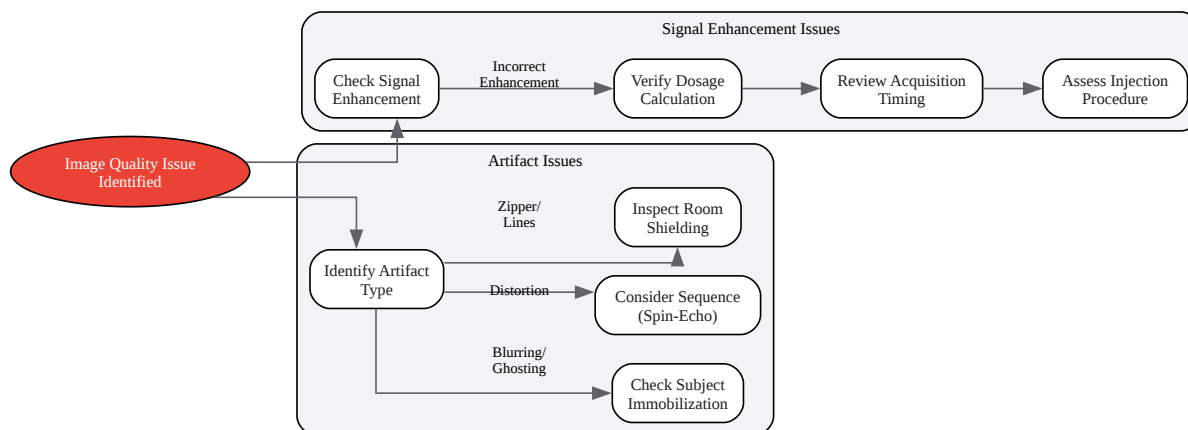 Signal Enhancement Issues
Check Signal
Enhancement
Incorrect
Enhancement
Verify Dosage
Calculation
Review Acquisition
Timing
Assess Injection
Procedure
Image Quality Issue
Identified
Artifact Issues
Identify Artifact
Type
Zipper/
Lines
Inspect Room
Shielding
Distortion
Consider Sequence
(Spin-Echo)
Blurring/
Ghosting
Check Subject
Immobilization